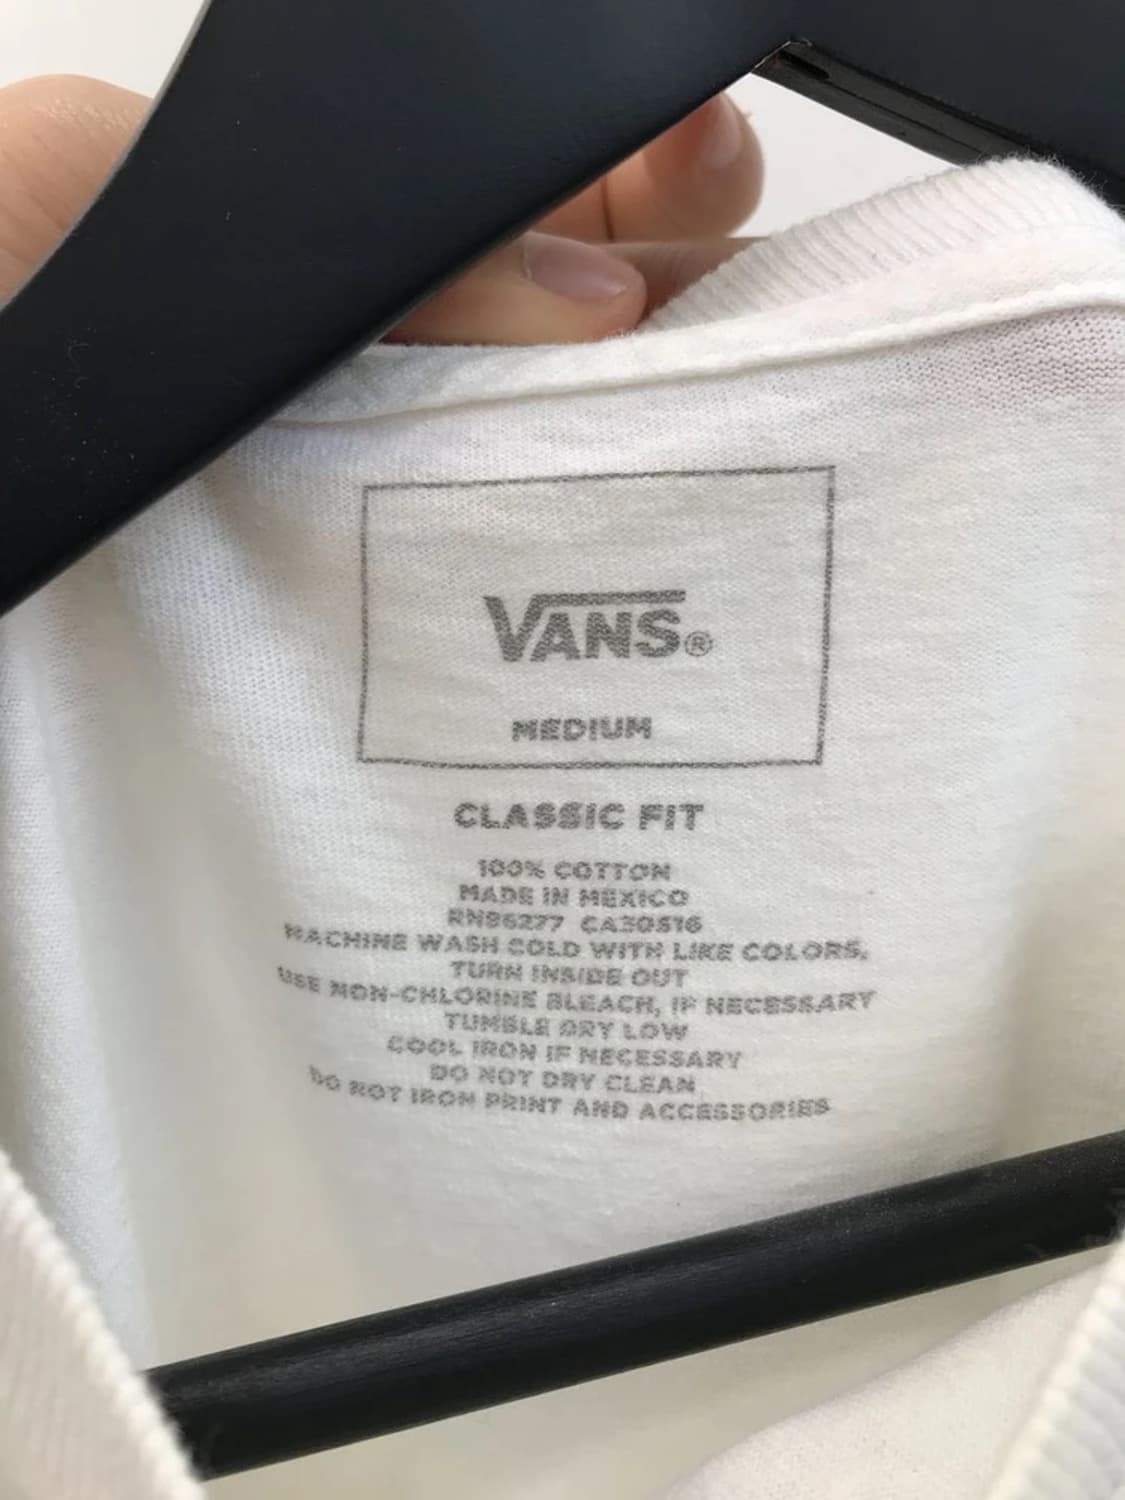 VANS®
MEDIUM
CLASSIC FIT
100% COTTON
MADE IN MEXICO
RN86277 CA30516
MACHINE WASH COLD WITH LIKE COLORS.
TURN INSIDE OUT
USE NON-CHLORINE BLEACH, IF NECESSARY
TUMBLE DRY LOW
COOL IRON IF NECESSARY
DO NOT DRY CLEAN
DO NOT IRON PRINT AND ACCESSORIES